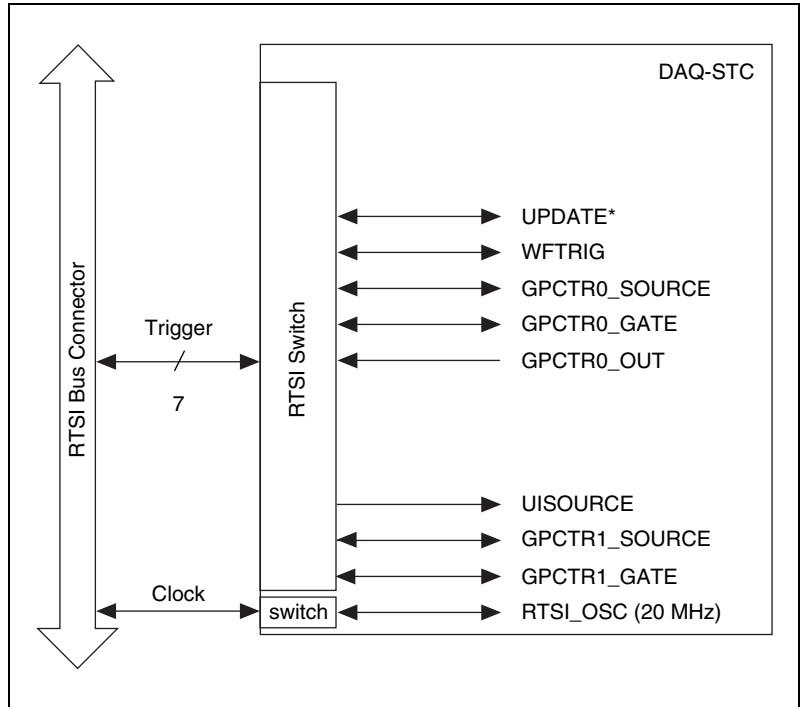 DAQ-STC
RTSI Bus Connector
Trigger
7
Clock
RTSI Switch
switch
UPDATE*
WFTRIG
GPCTR0_SOURCE
GPCTR0_GATE
GPCTR0_OUT
UISOURCE
GPCTR1_SOURCE
GPCTR1_GATE
RTSI_OSC (20 MHz)